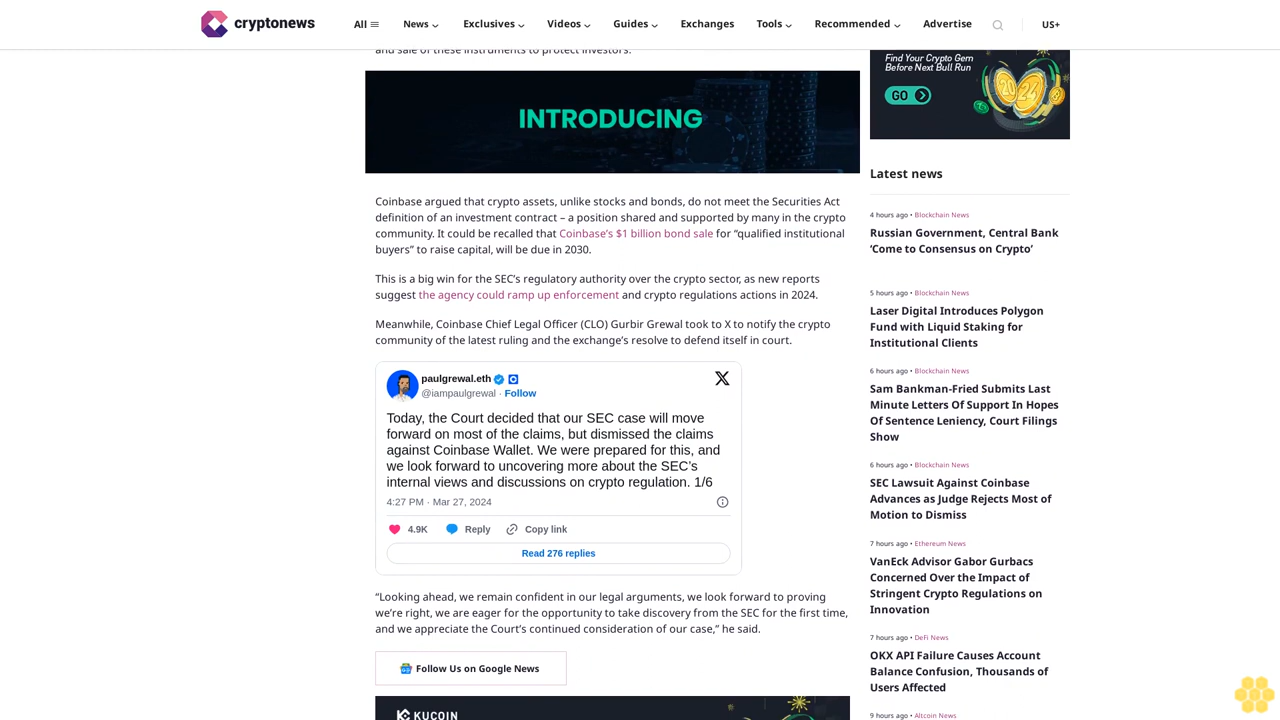 cryptonews
All
News
Exclusives
Videos
Guides
Exchanges
Tools
Recommended
Advertise
US+
and sale of these instruments to protect investors.
INTRODUCING
Coinbase argued that crypto assets, unlike stocks and bonds, do not meet the Securities Act
definition of an investment contract – a position shared and supported by many in the crypto
community. It could be recalled that Coinbase’s $1 billion bond sale for “qualified institutional
buyers” to raise capital, will be due in 2030.
This is a big win for the SEC’s regulatory authority over the crypto sector, as new reports
suggest the agency could ramp up enforcement and crypto regulations actions in 2024.
Meanwhile, Coinbase Chief Legal Officer (CLO) Gurbir Grewal took to X to notify the crypto
community of the latest ruling and the exchange’s resolve to defend itself in court.
paulgrewal.eth
@iampaulgrewal · Follow
Today, the Court decided that our SEC case will move
forward on most of the claims, but dismissed the claims
against Coinbase Wallet. We were prepared for this, and
we look forward to uncovering more about the SEC’s
internal views and discussions on crypto regulation. 1/6
4:27 PM · Mar 27, 2024
4.9K Reply Copy link
Read 276 replies
“Looking ahead, we remain confident in our legal arguments, we look forward to proving
we’re right, we are eager for the opportunity to take discovery from the SEC for the first time,
and we appreciate the Court’s continued consideration of our case,” he said.
Follow Us on Google News
KUCOIN
Find Your Crypto Gem
Before Next Bull Run
GO
2024
Latest news
4 hours ago • Blockchain News
Russian Government, Central Bank
‘Come to Consensus on Crypto’
5 hours ago • Blockchain News
Laser Digital Introduces Polygon
Fund with Liquid Staking for
Institutional Clients
6 hours ago • Blockchain News
Sam Bankman-Fried Submits Last
Minute Letters Of Support In Hopes
Of Sentence Leniency, Court Filings
Show
6 hours ago • Blockchain News
SEC Lawsuit Against Coinbase
Advances as Judge Rejects Most of
Motion to Dismiss
7 hours ago • Ethereum News
VanEck Advisor Gabor Gurbacs
Concerned Over the Impact of
Stringent Crypto Regulations on
Innovation
7 hours ago • DeFi News
OKX API Failure Causes Account
Balance Confusion, Thousands of
Users Affected
9 hours ago • Altcoin News